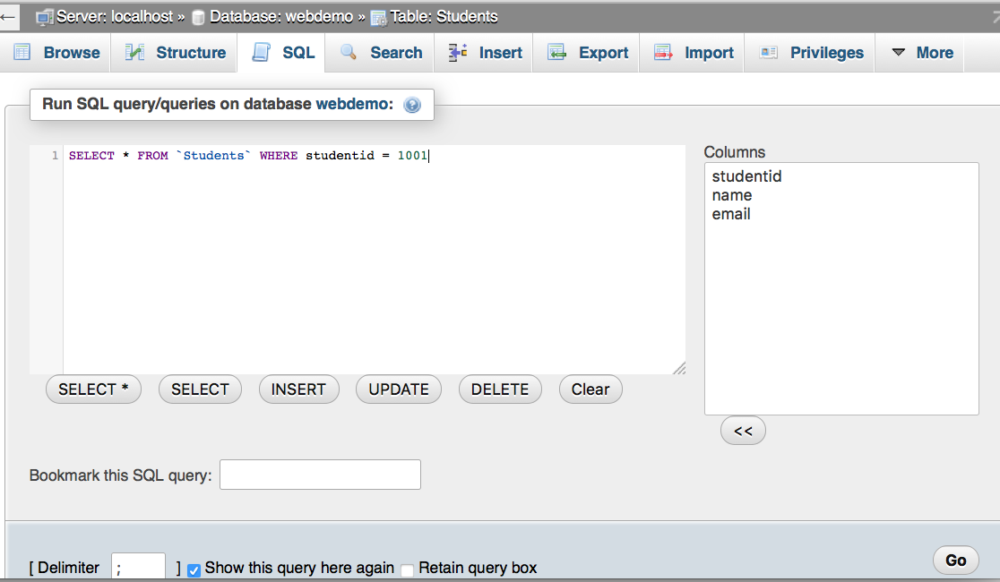 ← Server: localhost » Database: webdemo » Table: Students
Browse Structure SQL Search Insert Export Import Privileges More
Run SQL query/queries on database webdemo: ?
1 SELECT * FROM `Students` WHERE studentid = 1001
Columns
studentid
name
email
SELECT * SELECT INSERT UPDATE DELETE Clear
<<
Bookmark this SQL query:
[ Delimiter ; ] Show this query here again Retain query box Go